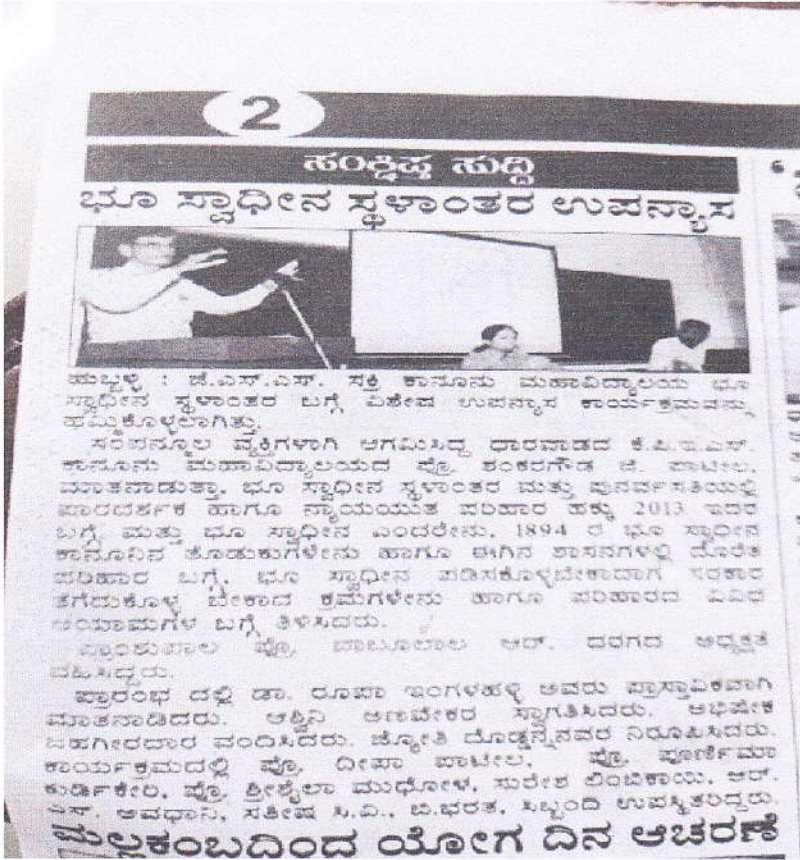 2
ಸಂಕ್ಷಿಪ್ತ ಸುದ್ದಿ
ಭೂ ಸ್ವಾಧೀನ ಸ್ಥಳಾಂತರ ಉಪನ್ಯಾಸ
ಹುಬ್ಬಳ್ಳಿ : ಜೆ.ಎಸ್.ಎಸ್. ಸಕ್ರಿ ಕಾನೂನು ಮಹಾವಿದ್ಯಾಲಯ ಭೂ
ಸ್ವಾಧೀನ ಸ್ಥಳಾಂತರ ಬಗ್ಗೆ ವಿಶೇಷ ಉಪನ್ಯಾಸ ಕಾರ್ಯಕ್ರಮವನ್ನು
ಹಮ್ಮಿಕೊಳ್ಳಲಾಗಿತ್ತು.
ಸಂಪನ್ಮೂಲ ವ್ಯಕ್ತಿಗಳಾಗಿ ಆಗಮಿಸಿದ್ದ ಧಾರವಾಡದ ಕೆ.ಪಿ.ಇ.ಎಸ್.
ಕಾನೂನು ಮಹಾವಿದ್ಯಾಲಯದ ಪ್ರೊ. ಶಂಕರಗೌಡ ಜಿ. ಪಾಟೀಲ,
ಮಾತನಾಡುತ್ತಾ, ಭೂ ಸ್ವಾಧೀನ ಸ್ಥಳಾಂತರ ಮತ್ತು ಪುನರ್ವಸತಿಯಲ್ಲಿ
ಪಾರದರ್ಶಕ ಹಾಗೂ ನ್ಯಾಯಯುತ ಪರಿಹಾರ ಹಕ್ಕು 2013 ಇದರ
ಬಗ್ಗೆ ಮತ್ತು ಭೂ ಸ್ವಾಧೀನ ಎಂದರೇನು, 1894 ರ ಭೂ ಸ್ವಾಧೀನ
ಕಾನೂನಿನ ತೊಡುಕುಗಳೇನು ಹಾಗೂ ಈಗಿನ ಶಾಸನಗಳಲ್ಲಿ ದೊರೆತ
ಪರಿಹಾರ ಬಗ್ಗೆ, ಭೂ ಸ್ವಾಧೀನ ಪಡಿಸಕೊಳ್ಳಬೇಕಾದಾಗ ಸರಕಾರ
ತೆಗೆದುಕೊಳ್ಳ ಬೇಕಾದ ಕ್ರಮಗಳೇನು ಹಾಗೂ ಪರಿಹಾರದ ವಿವಿಧ
ಆಯಾಮಗಳ ಬಗ್ಗೆ ತಿಳಿಸಿದರು.
ಪ್ರಾಂಶುಪಾಲ ಪ್ರೊ. ಬಾಬೂಲಾಲ ಆರ್. ದರಗದ ಅಧ್ಯಕ್ಷತೆ
ವಹಿಸಿದ್ದರು.
ಪ್ರಾರಂಭ ದಲ್ಲಿ ಡಾ. ರೂಪಾ ಇಂಗಳಹಳ್ಳಿ ಅವರು ಪ್ರಾಸ್ತಾವಿಕವಾಗಿ
ಮಾತನಾಡಿದರು. ಆಶ್ವಿನಿ ಅಣವೇಕರ ಸ್ವಾಗತಿಸಿದರು. ಅಭಿಷೇಕ
ಜಹಗೀರದಾರ ವಂದಿಸಿದರು. ಜ್ಯೋತಿ ದೊಡ್ಡನ್ನವರ ನಿರೂಪಿಸಿದರು.
ಕಾರ್ಯಕ್ರಮದಲ್ಲಿ ಪ್ರೊ. ದೀಪಾ ಪಾಟೀಲ, ಪ್ರೊ. ಪೂರ್ಣಿಮಾ
ಕುರ್ಡಿಕೇರಿ, ಪ್ರೊ. ಶ್ರೀಶೈಲಾ ಮುಧೋಳ, ಸುರೇಶ ಲಿಂಬಿಕಾಯಿ, ಆರ್.
ಎಸ್. ಅವಧಾನಿ, ಸತೀಷ ಸಿ.ವಿ., ಬಿ.ಭರತ, ಸಿಬ್ಬಂದಿ ಉಪಸ್ಥಿತರಿದ್ದರು.
ಮಲ್ಲಕಂಬದಿಂದ ಯೋಗ ದಿನ ಆಚರಣೆ